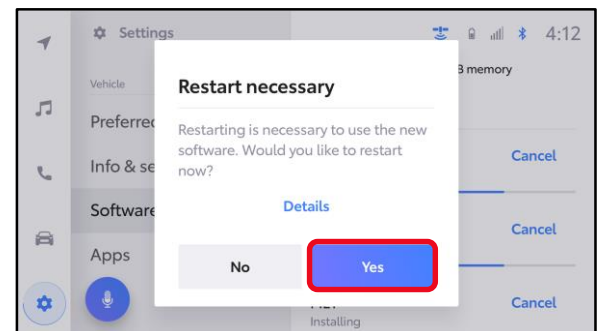 Settings
4:12
Vehicle
B memory
Restart necessary
Preferred
Restarting is necessary to use the new
software. Would you like to restart
now?
Info & se
Cancel
Details
Software
Cancel
Apps
No
Yes
Cancel
Installing